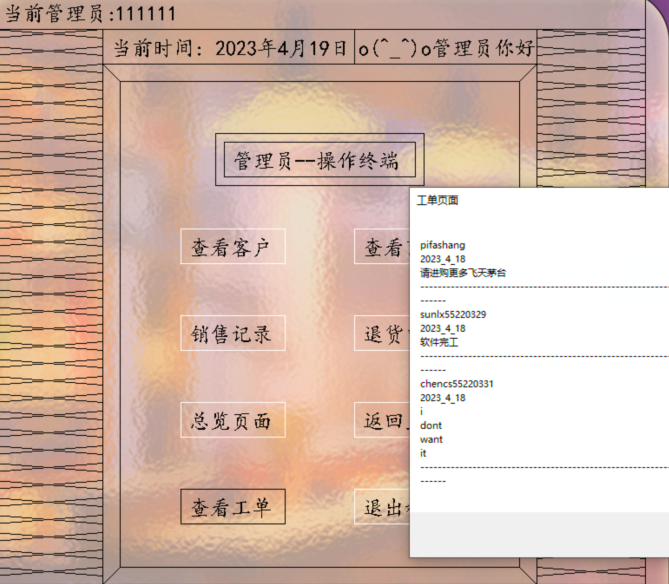 当前管理员:111111
当前时间: 2023年4月19日 o(^_^)o管理员你好
管理员--操作终端
工单页面
查看客户
查看
销售记录
退货
总览页面
返回
查看工单
退出
pifashang
2023_4_18
请进购更多飞天茅台
------
sunlx55220329
2023_4_18
软件完工
------
chencs55220331
2023_4_18
i
dont
want
it
------